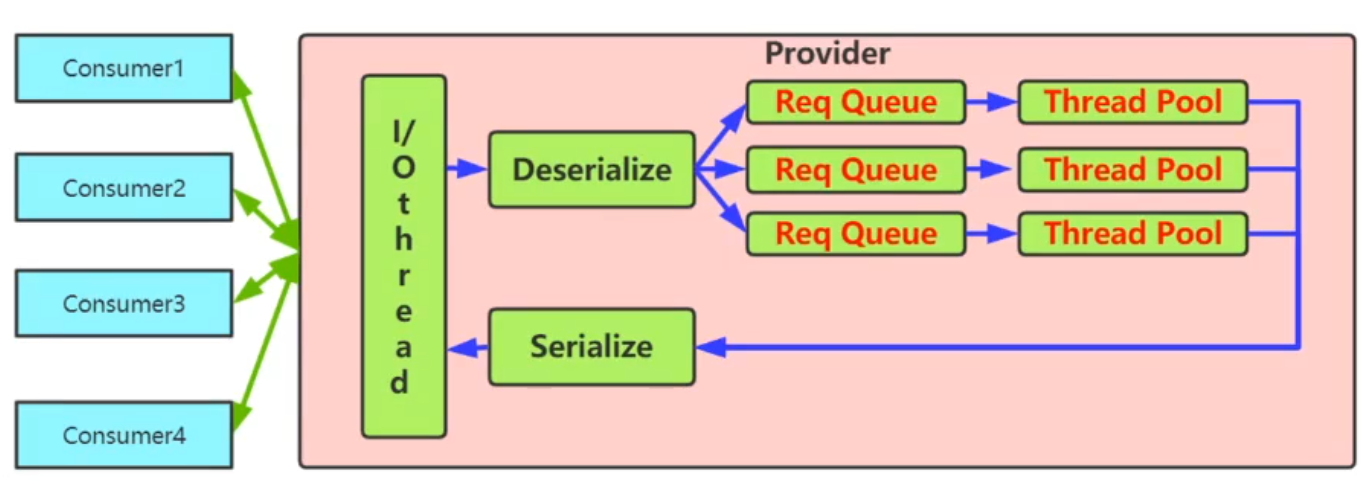 Provider
Consumer1
Consumer2
Consumer3
Consumer4
I/
O
t
h
r
e
a
d
Deserialize
Req Queue
Thread Pool
Req Queue
Thread Pool
Req Queue
Thread Pool
Serialize